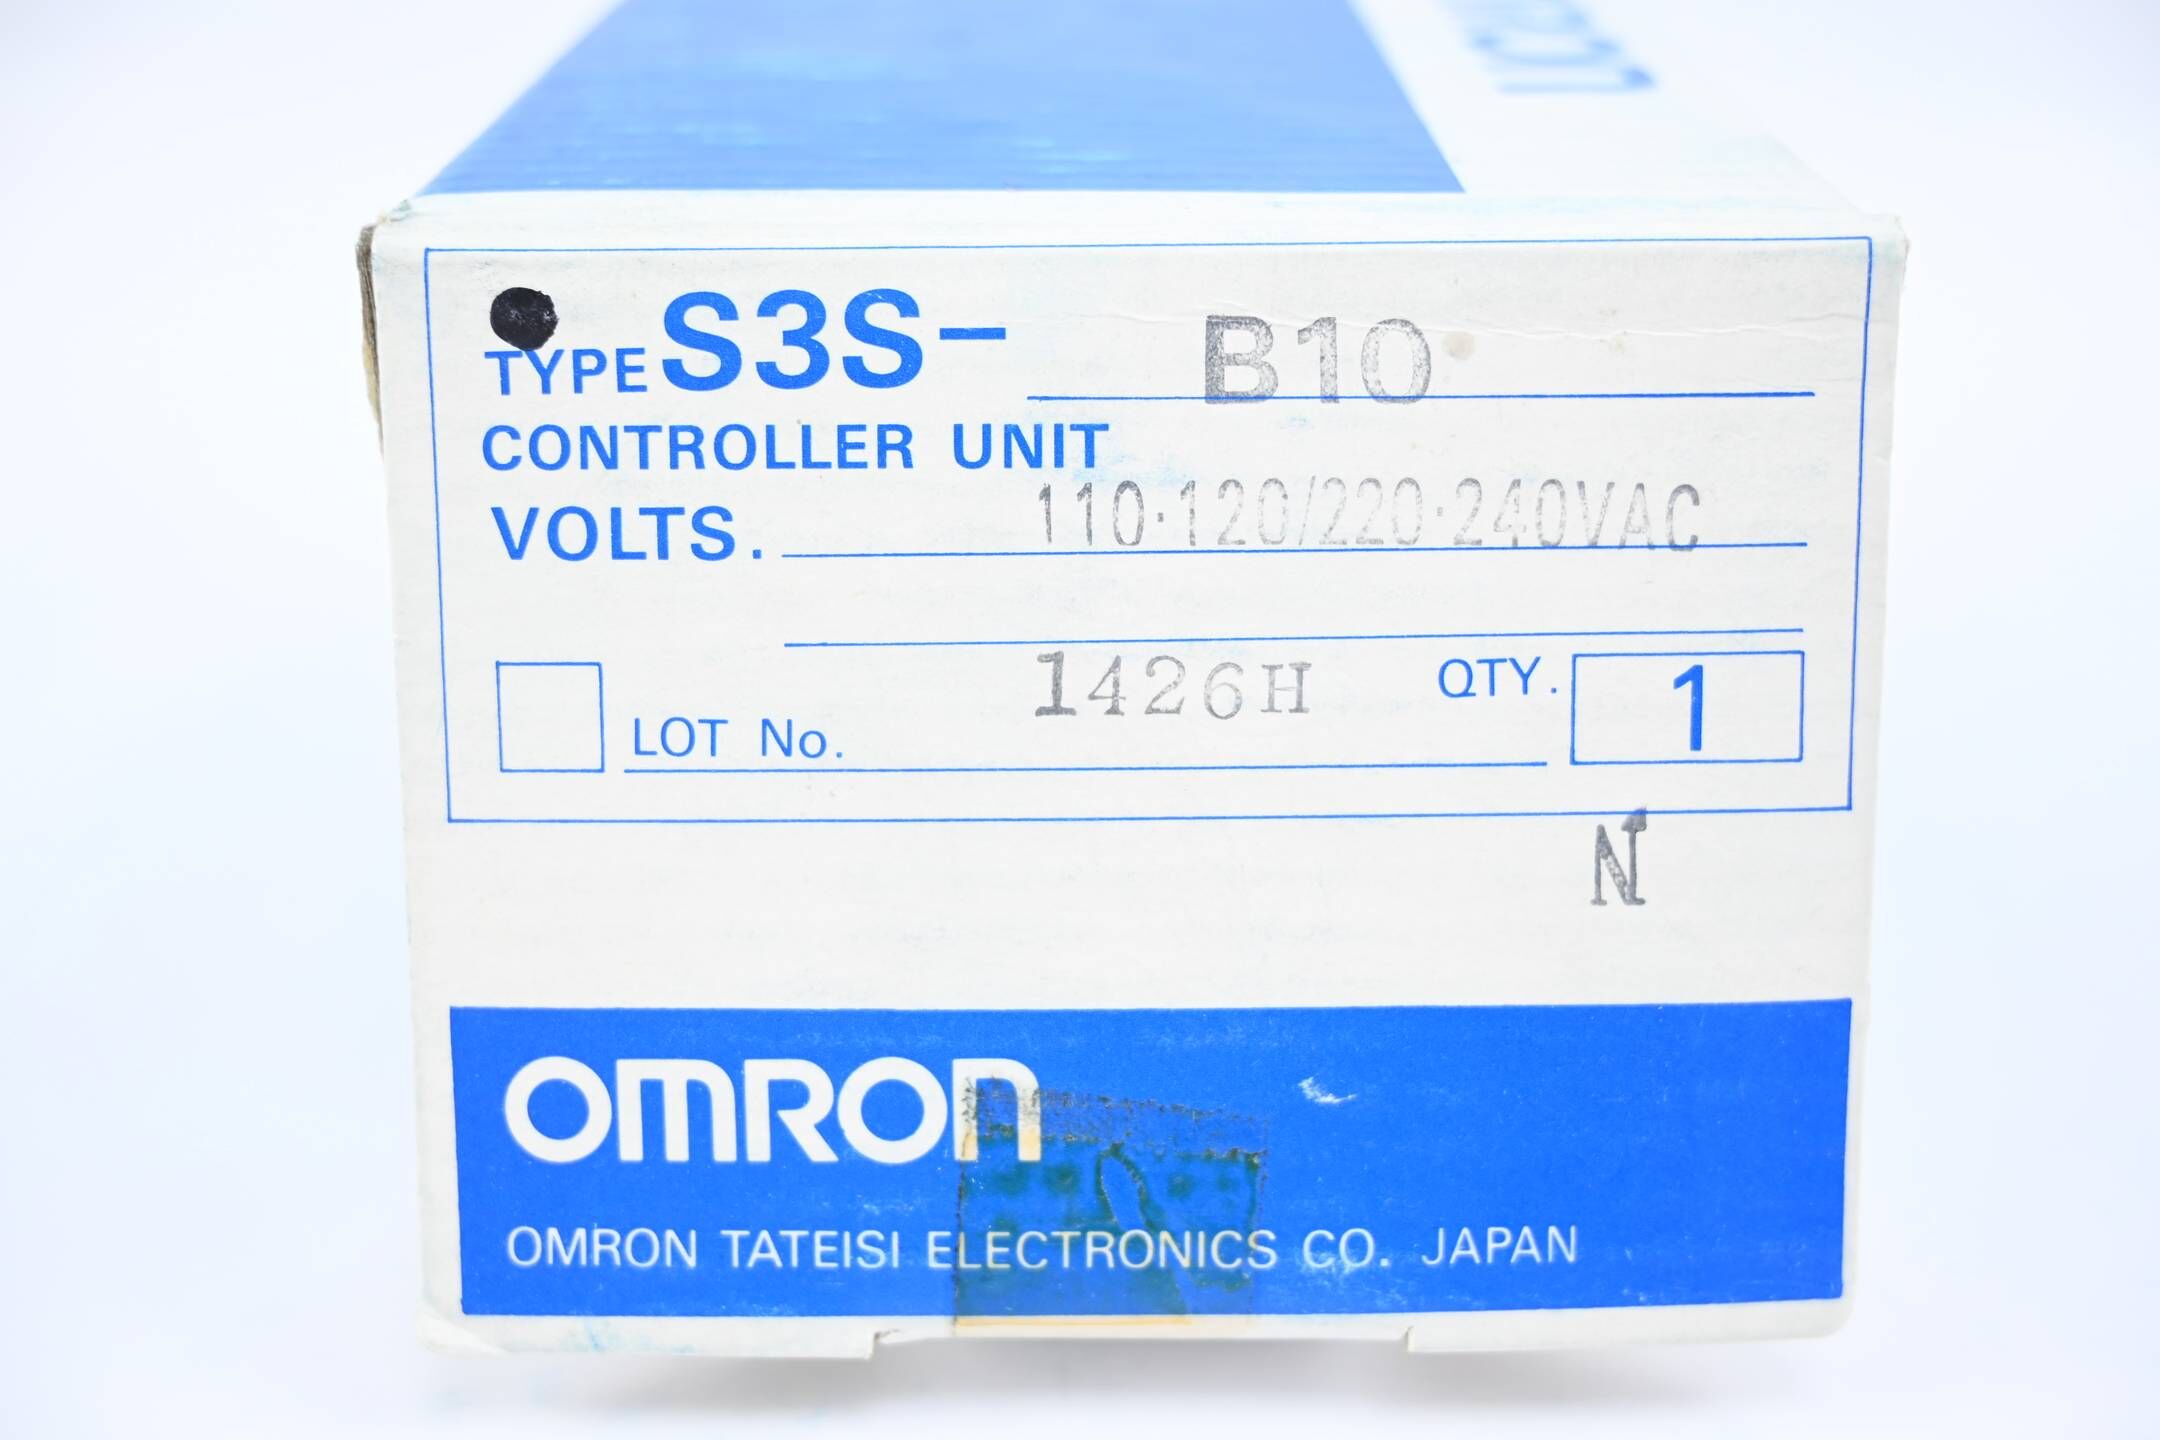 TYPE S3S- B10
CONTROLLER UNIT
VOLTS. 110·120/220·240VAC
LOT No. 1426H QTY. 1
N
OMRON
OMRON TATEISI ELECTRONICS CO. JAPAN